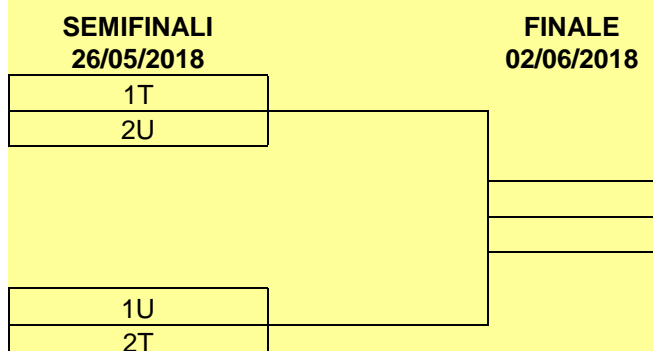 SEMIFINALI
26/05/2018
FINALE
02/06/2018
1T
2U
1U
2T